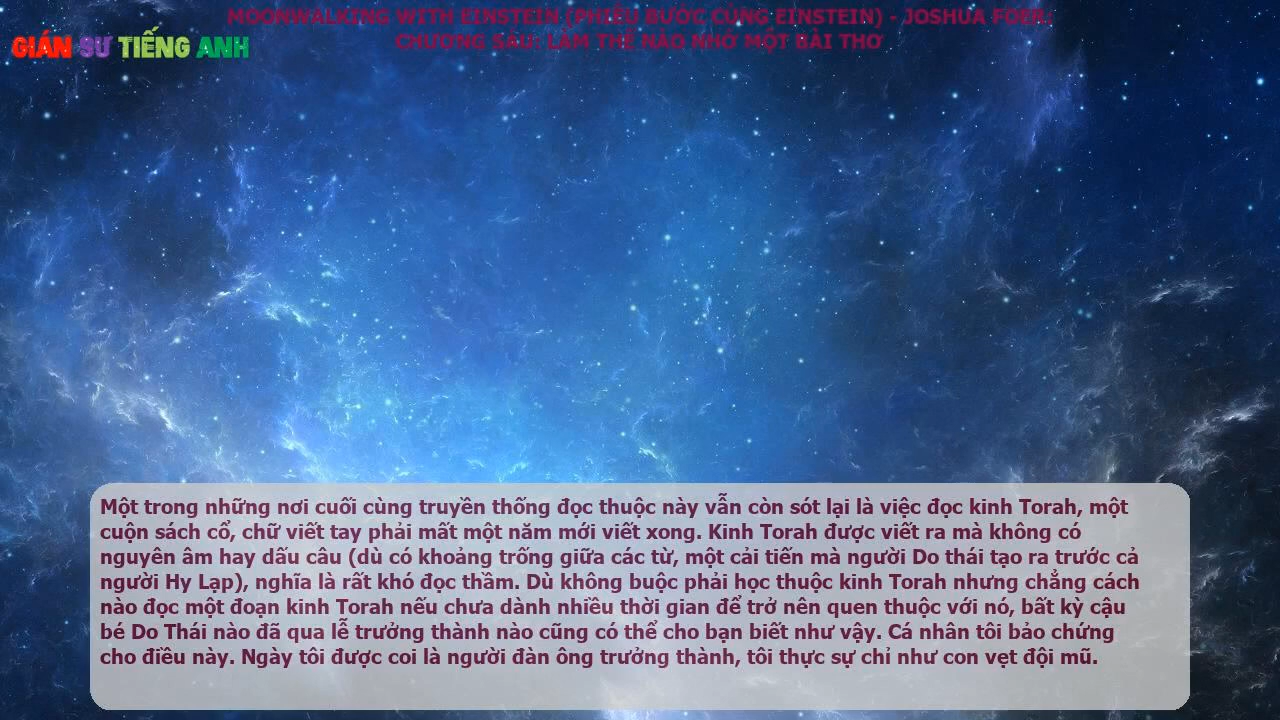 MOONWALKING WITH EINSTEIN (PHIÊU BƯỚC CÙNG EINSTEIN) - JOSHUA FOER:
CHƯƠNG SÁU: LÀM THẾ NÀO NHỚ MỘT BÀI THƠ
GIÁN SỨ TIẾNG ANH
Một trong những nơi cuối cùng truyền thống đọc thuộc này vẫn còn sót lại là việc đọc kinh Torah, một
cuộn sách cổ, chữ viết tay phải mất một năm mới viết xong. Kinh Torah được viết ra mà không có
nguyên âm hay dấu câu (dù có khoảng trống giữa các từ, một cải tiến mà người Do thái tạo ra trước cả
người Hy Lạp), nghĩa là rất khó đọc thầm. Dù không buộc phải học thuộc kinh Torah nhưng chẳng cách
nào đọc một đoạn kinh Torah nếu chưa dành nhiều thời gian để trở nên quen thuộc với nó, bất kỳ cậu
bé Do Thái nào đã qua lễ trưởng thành nào cũng có thể cho bạn biết như vậy. Cá nhân tôi bảo chứng
cho điều này. Ngày tôi được coi là người đàn ông trưởng thành, tôi thực sự chỉ như con vẹt đội mũ.